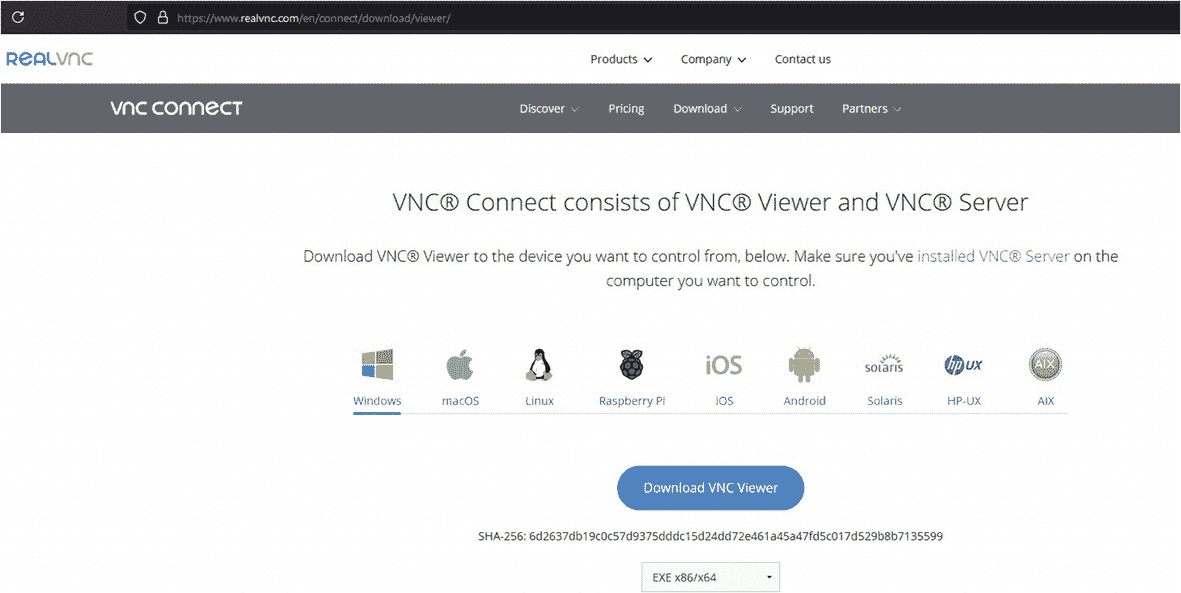 https://www.realvnc.com/en/connect/download/viewer/
REALVNC
Products Company Contact us
vnc connect
Discover Pricing Download Support Partners
VNC® Connect consists of VNC® Viewer and VNC® Server
Download VNC® Viewer to the device you want to control from, below. Make sure you've installed VNC® Server on the
computer you want to control.
iOS solaris hp UX AIX
Windows macOS Linux Raspberry Pi iOS Android Solaris HP-UX AIX
Download VNC Viewer
SHA-256: 6d2637db19c0c57d9375dddc15d24dd72e461a45a47fd5c017d529b8b7135599
EXE x86/x64